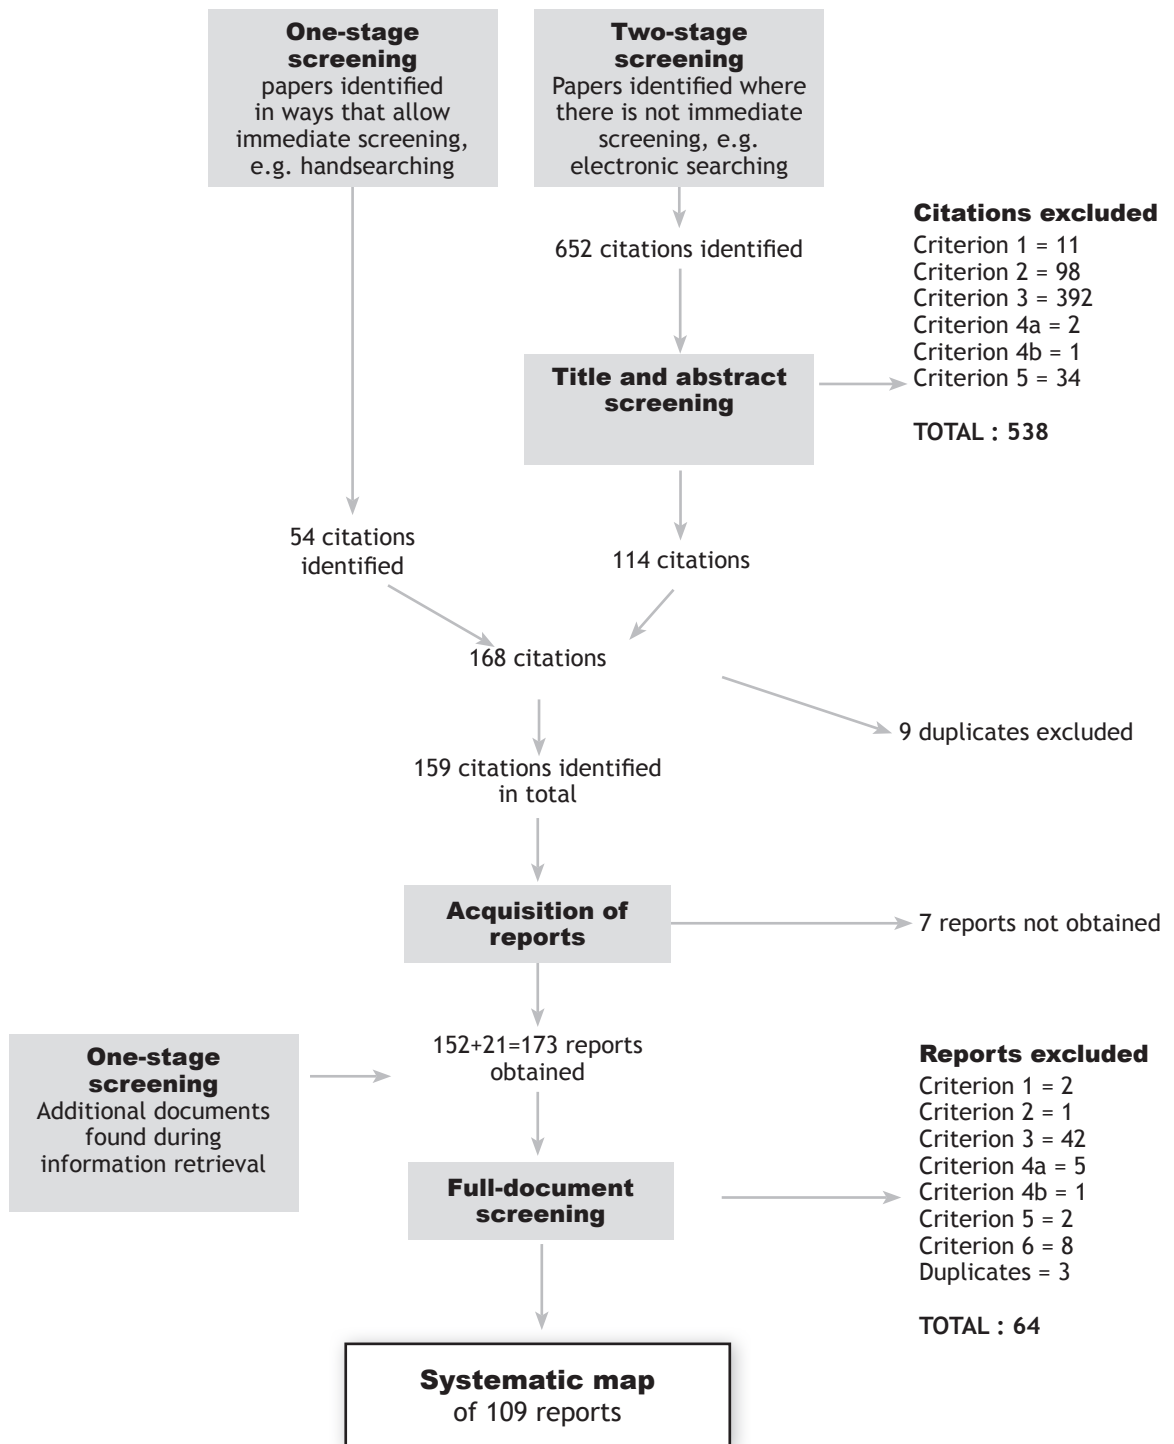 One-stage
screening
papers identified
in ways that allow
immediate screening,
e.g. handsearching
Two-stage
screening
Papers identified where
there is not immediate
screening, e.g.
electronic searching
652 citations identified
Citations excluded
Criterion 1 = 11
Criterion 2 = 98
Criterion 3 = 392
Criterion 4a = 2
Criterion 4b = 1
Criterion 5 = 34
TOTAL : 538
Title and abstract
screening
54 citations
identified
114 citations
168 citations
9 duplicates excluded
159 citations identified
in total
Acquisition of
reports
7 reports not obtained
One-stage
screening
Additional documents
found during
information retrieval
152+21=173 reports
obtained
Reports excluded
Criterion 1 = 2
Criterion 2 = 1
Criterion 3 = 42
Criterion 4a = 5
Criterion 4b = 1
Criterion 5 = 2
Criterion 6 = 8
Duplicates = 3
TOTAL : 64
Full-document
screening
Systematic map
of 109 reports